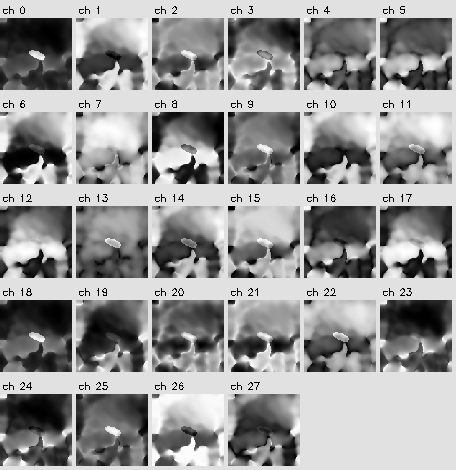 ch 0 ch 1 ch 2 ch 3 ch 4 ch 5
ch 6 ch 7 ch 8 ch 9 ch 10 ch 11
ch 12 ch 13 ch 14 ch 15 ch 16 ch 17
ch 18 ch 19 ch 20 ch 21 ch 22 ch 23
ch 24 ch 25 ch 26 ch 27